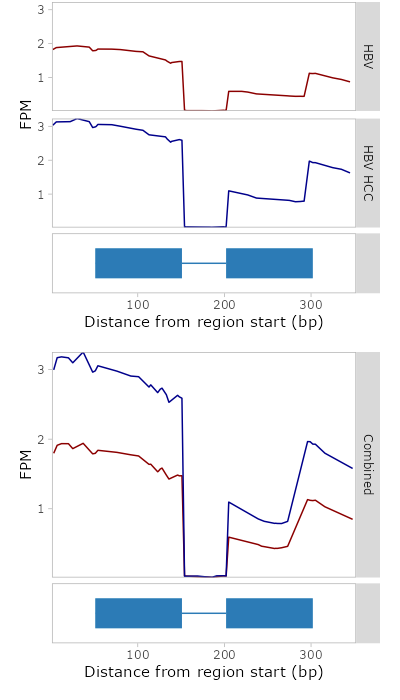 3
2
1
HBV
FPM
3
2
1
HBV HCC
100 200 300
Distance from region start (bp)
3
2
1
FPM
Combined
100 200 300
Distance from region start (bp)